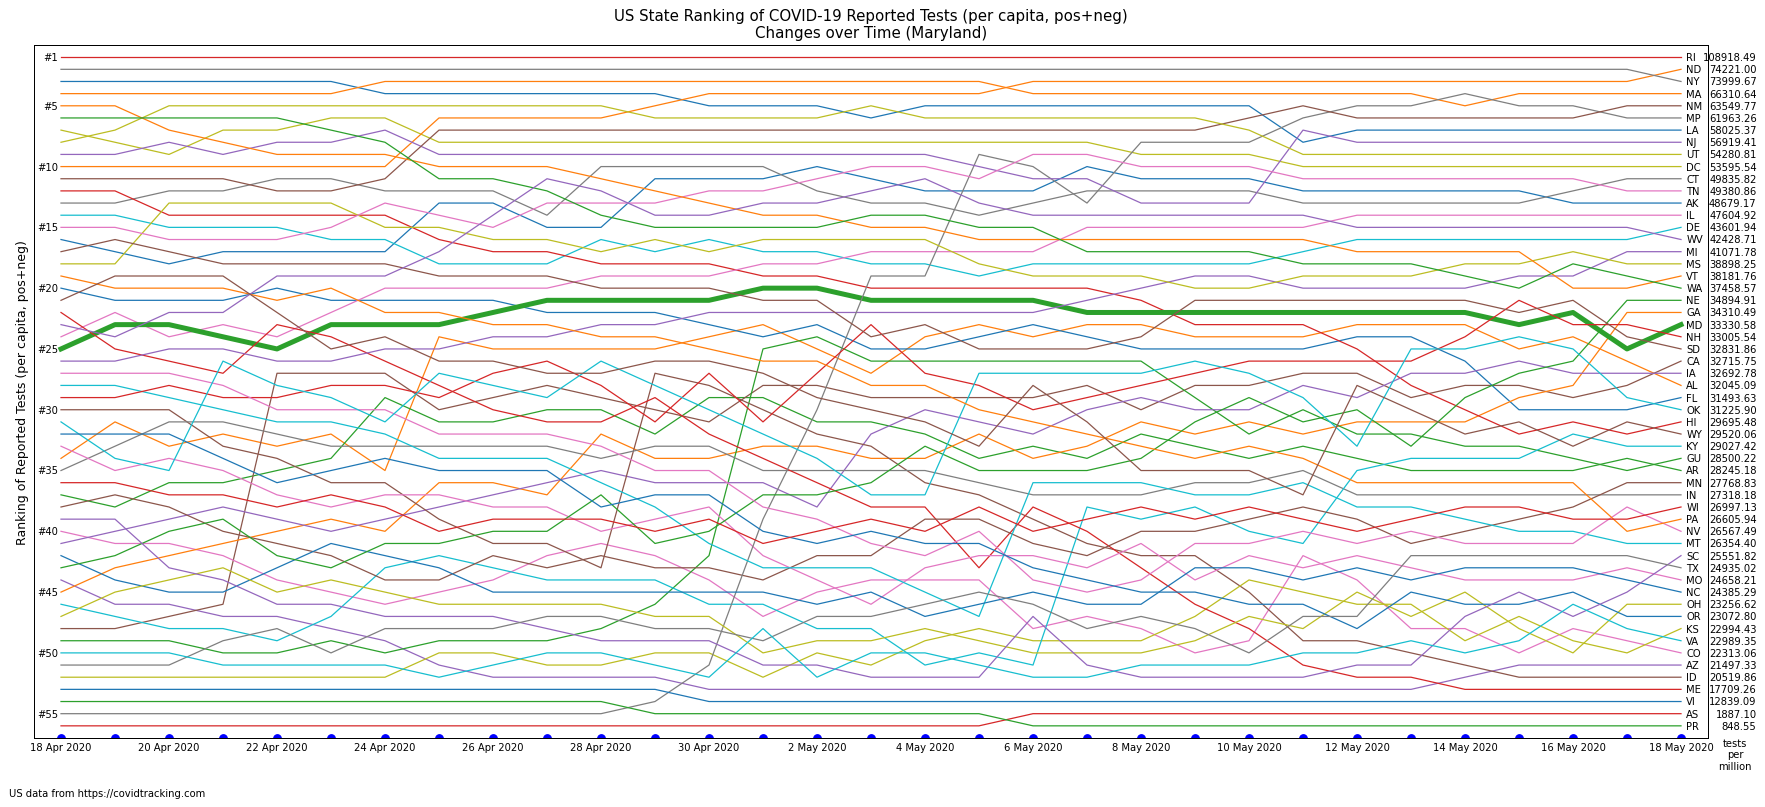 US State Ranking of COVID-19 Reported Tests (per capita, pos+neg)
Changes over Time (Maryland)
Ranking of Reported Tests (per capita, pos+neg)
#1
#5
#10
#15
#20
#25
#30
#35
#40
#45
#50
#55
RI 108918.49
ND 74221.00
NY 73999.67
MA 66310.64
NM 63549.77
MP 61963.26
LA 58025.37
NJ 56919.41
UT 54280.81
DC 53595.54
CT 49835.82
TN 49380.86
AK 48679.17
IL 47604.92
DE 43601.94
WV 42428.71
MI 41071.78
MS 38898.25
VT 38181.76
WA 37458.57
NE 34894.91
GA 34310.49
MD 33330.58
NH 33005.54
SD 32831.86
CA 32715.75
IA 32692.78
AL 32045.09
FL 31493.63
OK 31225.90
HI 29695.48
WY 29520.06
KY 29027.42
GU 28500.22
AR 28245.18
MN 27768.83
IN 27318.18
WI 26997.13
PA 26605.94
NV 26567.49
MT 26354.40
SC 25551.82
TX 24935.02
MO 24658.21
NC 24385.29
OH 23256.62
OR 23072.80
KS 22994.43
VA 22989.35
CO 22313.06
AZ 21497.33
ID 20519.86
ME 17709.26
VI 12839.09
AS 1887.10
PR 848.55
18 Apr 2020 20 Apr 2020 22 Apr 2020 24 Apr 2020 26 Apr 2020 28 Apr 2020 30 Apr 2020 2 May 2020 4 May 2020 6 May 2020 8 May 2020 10 May 2020 12 May 2020 14 May 2020 16 May 2020 18 May 2020
tests
per
million
US data from https://covidtracking.com